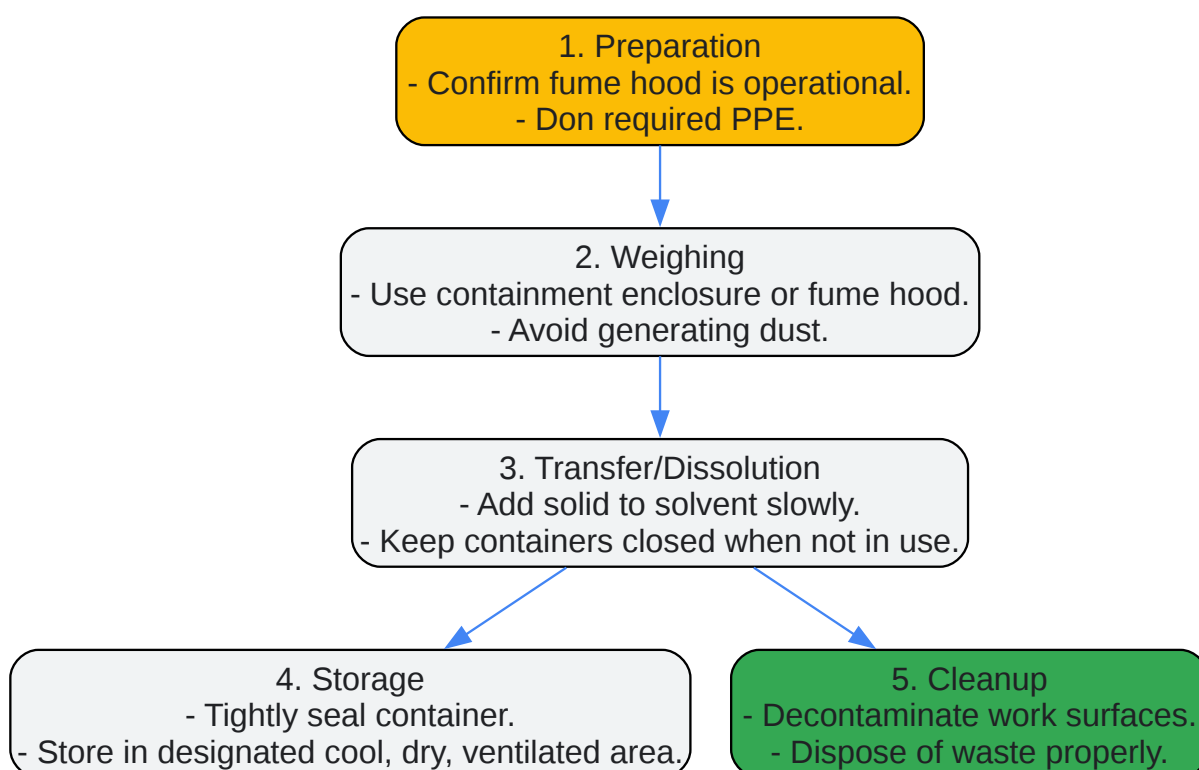 1. Preparation
- Confirm fume hood is operational.
- Don required PPE.
2. Weighing
- Use containment enclosure or fume hood.
- Avoid generating dust.
3. Transfer/Dissolution
- Add solid to solvent slowly.
- Keep containers closed when not in use.
4. Storage
- Tightly seal container.
- Store in designated cool, dry, ventilated area.
5. Cleanup
- Decontaminate work surfaces.
- Dispose of waste properly.